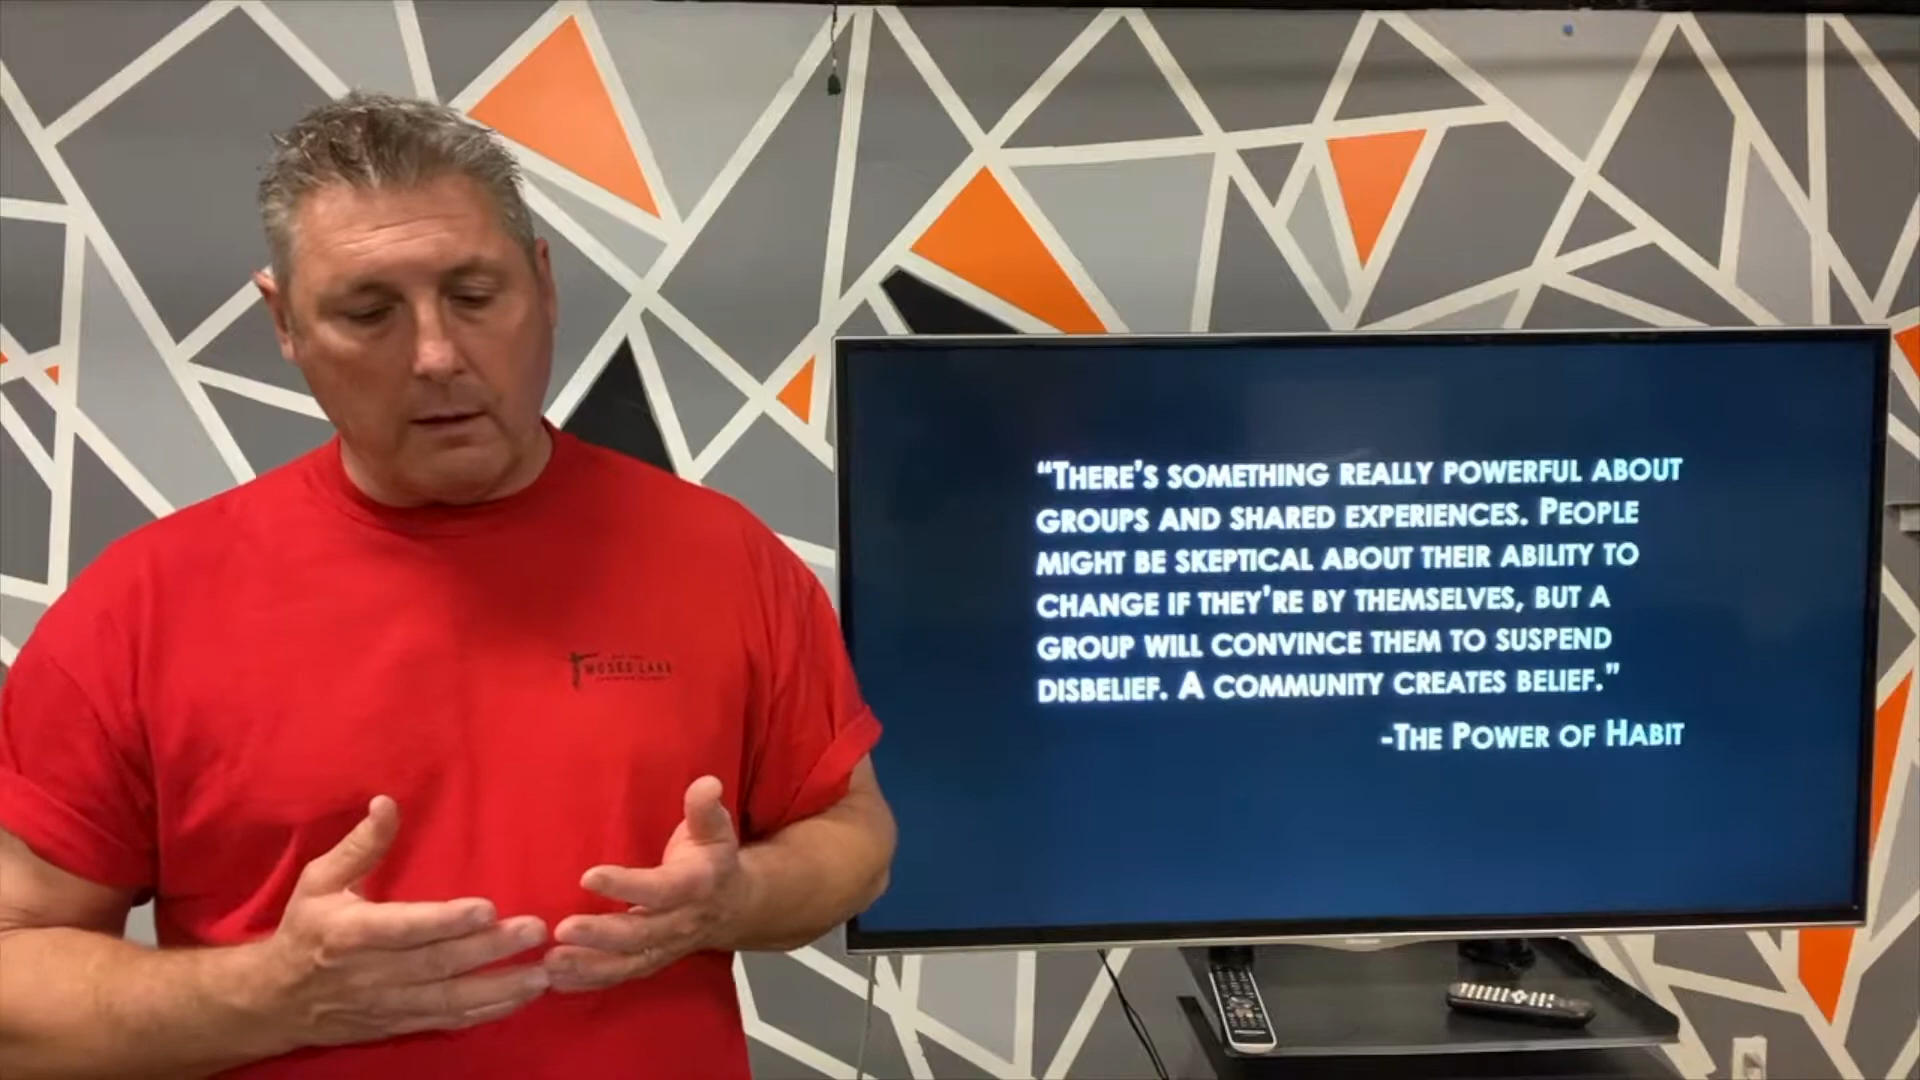 “There’s something really powerful about
groups and shared experiences. People
might be skeptical about their ability to
change if they’re by themselves, but a
group will convince them to suspend
disbelief. A community creates belief.”
-The Power of Habit
Moses Lake